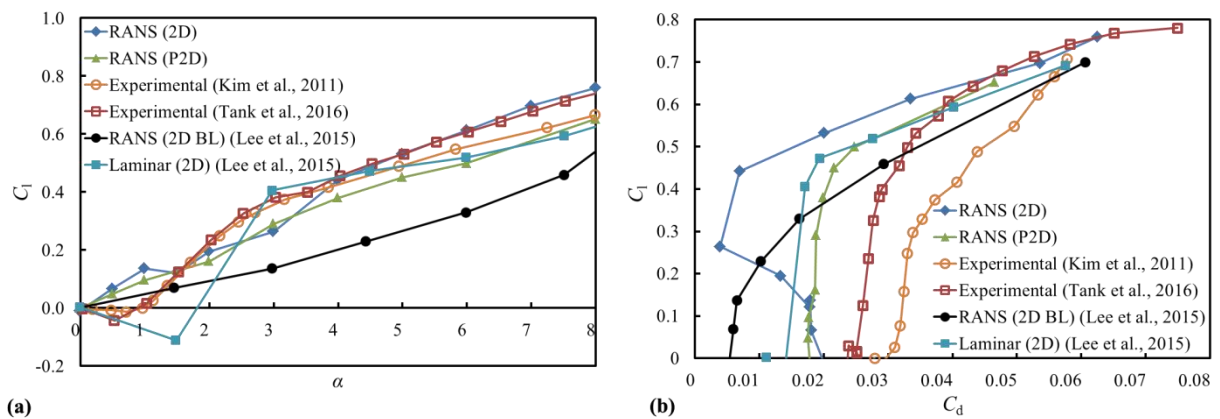 1.0
0.8
0.6
0.4
0.2
0.0
-0.2
Cl
0 1 2 3 4 5 6 7 8
α
RANS (2D)
RANS (P2D)
Experimental (Kim et al., 2011)
Experimental (Tank et al., 2016)
RANS (2D BL) (Lee et al., 2015)
Laminar (2D) (Lee et al., 2015)
(a)
0.8
0.7
0.6
0.5
0.4
0.3
0.2
0.1
0
Cl
RANS (2D)
RANS (P2D)
Experimental (Kim et al., 2011)
Experimental (Tank et al., 2016)
RANS (2D BL) (Lee et al., 2015)
Laminar (2D) (Lee et al., 2015)
0 0.01 0.02 0.03 0.04 0.05 0.06 0.07 0.08
Cd
(b)